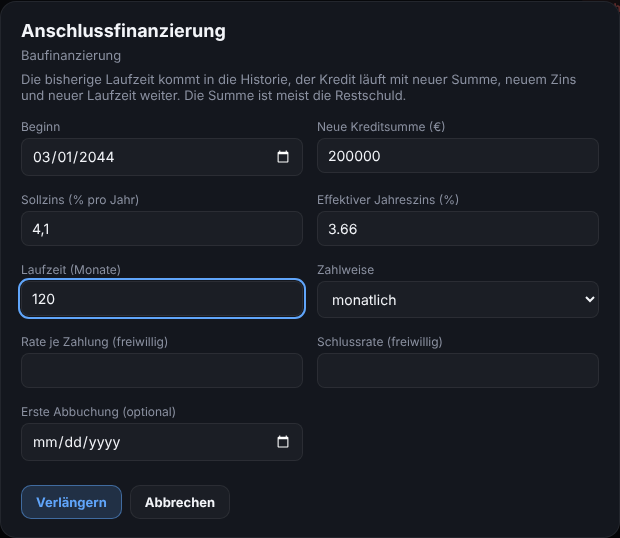 Anschlussfinanzierung
Baufinanzierung
Die bisherige Laufzeit kommt in die Historie, der Kredit läuft mit neuer Summe, neuem Zins
und neuer Laufzeit weiter. Die Summe ist meist die Restschuld.
Beginn
03/01/2044
Neue Kreditsumme (€)
200000
Sollzins (% pro Jahr)
4,1
Effektiver Jahreszins (%)
3.66
Laufzeit (Monate)
120
Zahlweise
monatlich
Rate je Zahlung (freiwillig)
Schlussrate (freiwillig)
Erste Abbuchung (optional)
mm/dd/yyyy
Verlängern
Abbrechen